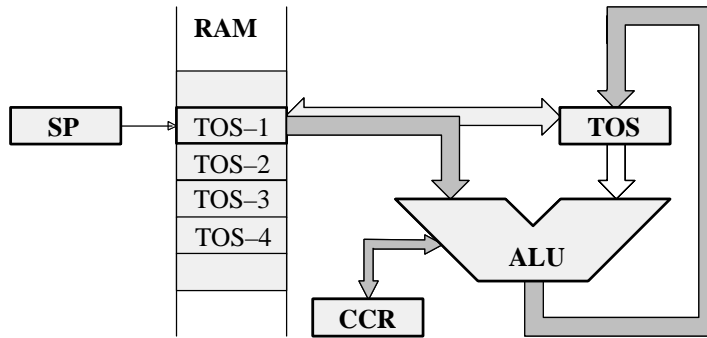 RAM
SP
TOS–1
TOS
TOS–2
TOS–3
TOS–4
ALU
CCR